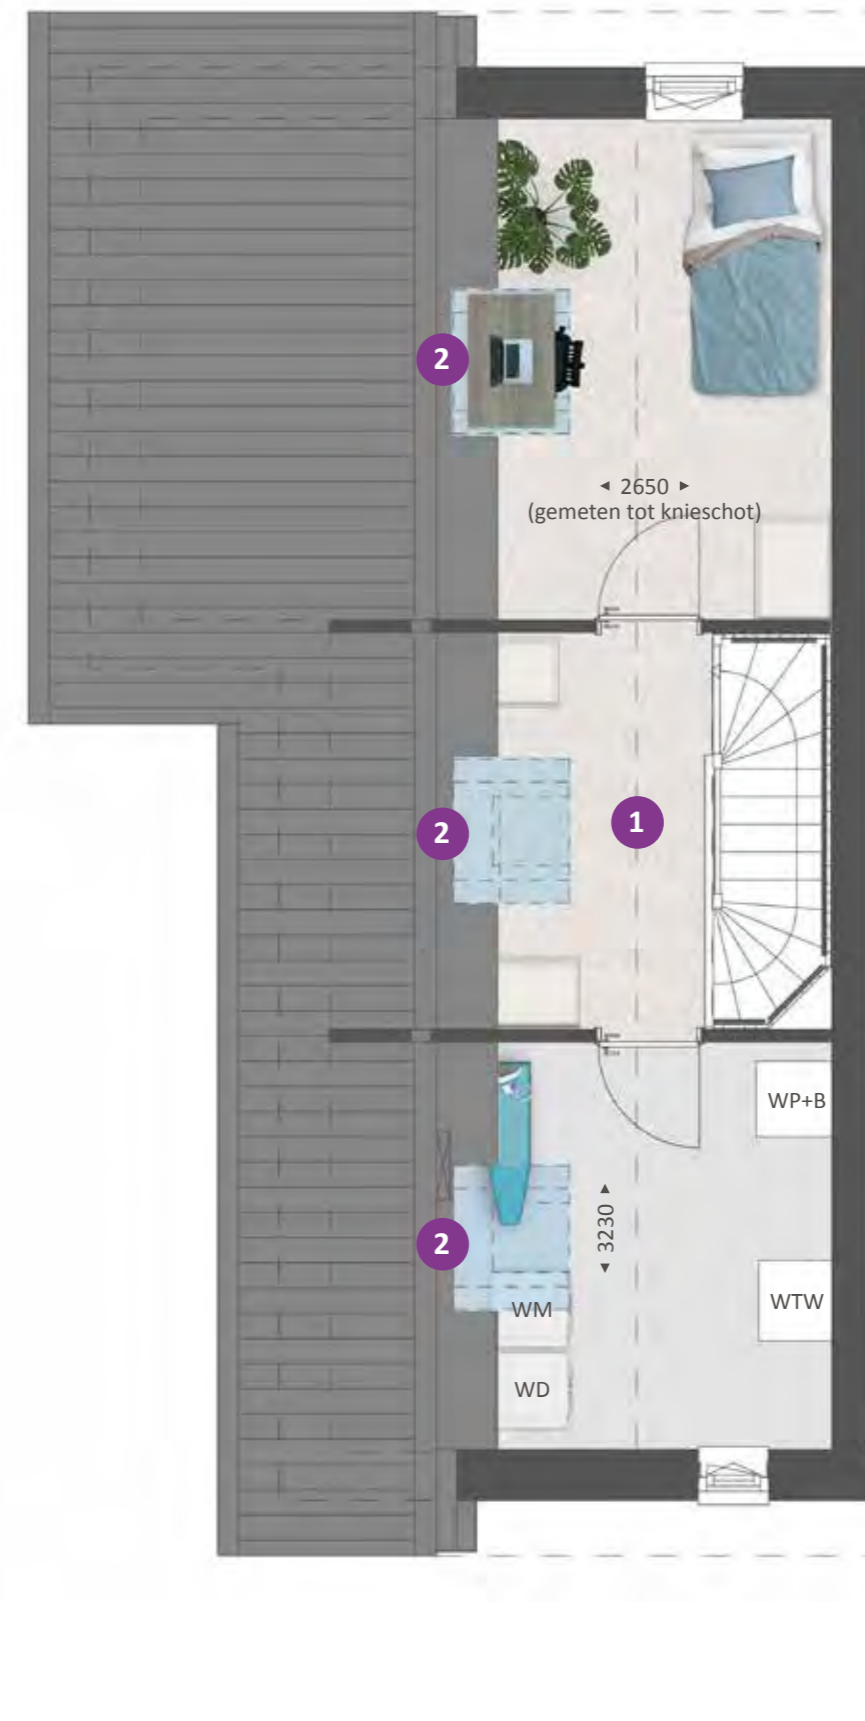 2
◄ 2650 ►
(gemeten tot knieschot)
2
1
WP+B
◄ 3230 ►
2
WM
WTW
WD